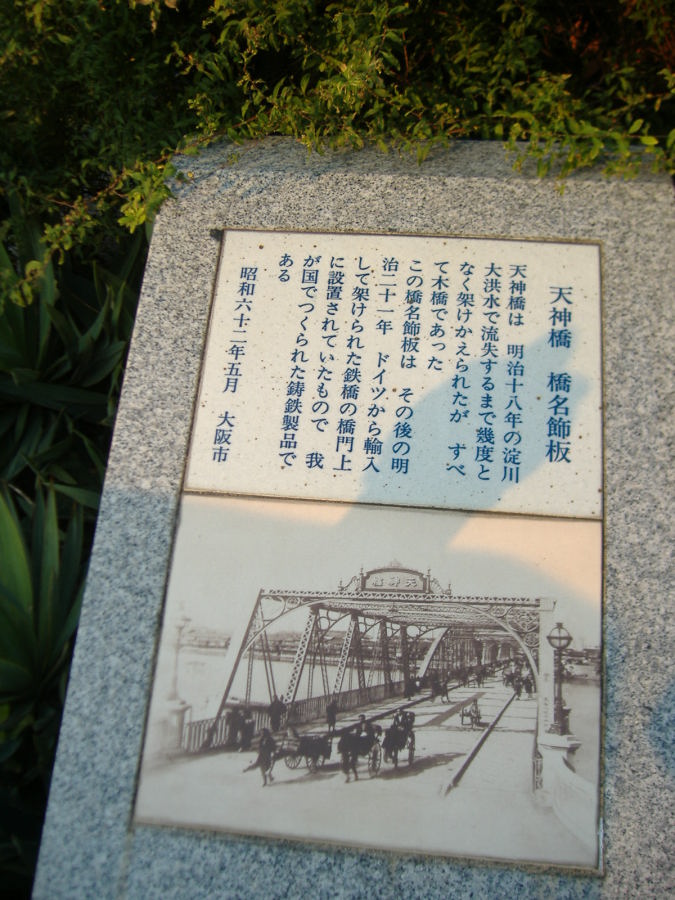 天神橋　橋名飾板
天神橋は　明治十八年の淀川
大洪水で流失するまで幾度と
なく架けかえられたが　すべ
て木橋であった
この橋名飾板は　その後の明
治二十一年　ドイツから輸入
して架けられた鉄橋の橋門上
に設置されていたもので　我
が国でつくられた鋳鉄製品で
ある
昭和六十二年五月　大阪市
橋神天